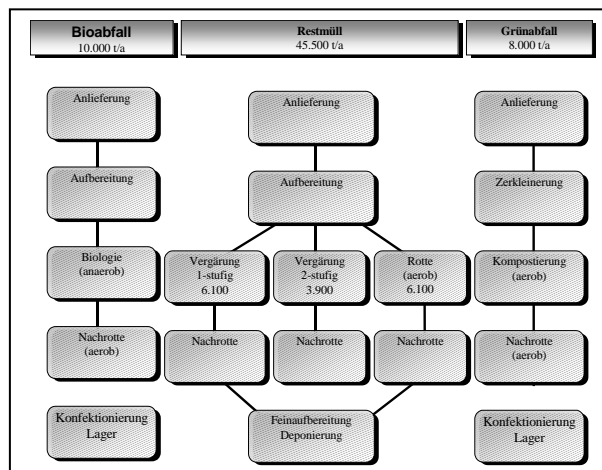 Bioabfall
10.000 t/a
Restmüll
45.500 t/a
Grünabfall
8.000 t/a
Anlieferung
Anlieferung
Anlieferung
Aufbereitung
Aufbereitung
Zerkleinerung
Biologie
(anaerob)
Vergärung
1-stufig
6.100
Vergärung
2-stufig
3.900
Rotte
(aerob)
6.100
Kompostierung
(aerob)
Nachrotte
(aerob)
Nachrotte
Nachrotte
Nachrotte
Nachrotte
(aerob)
Konfektionierung
Lager
Feinaufbereitung
Deponierung
Konfektionierung
Lager